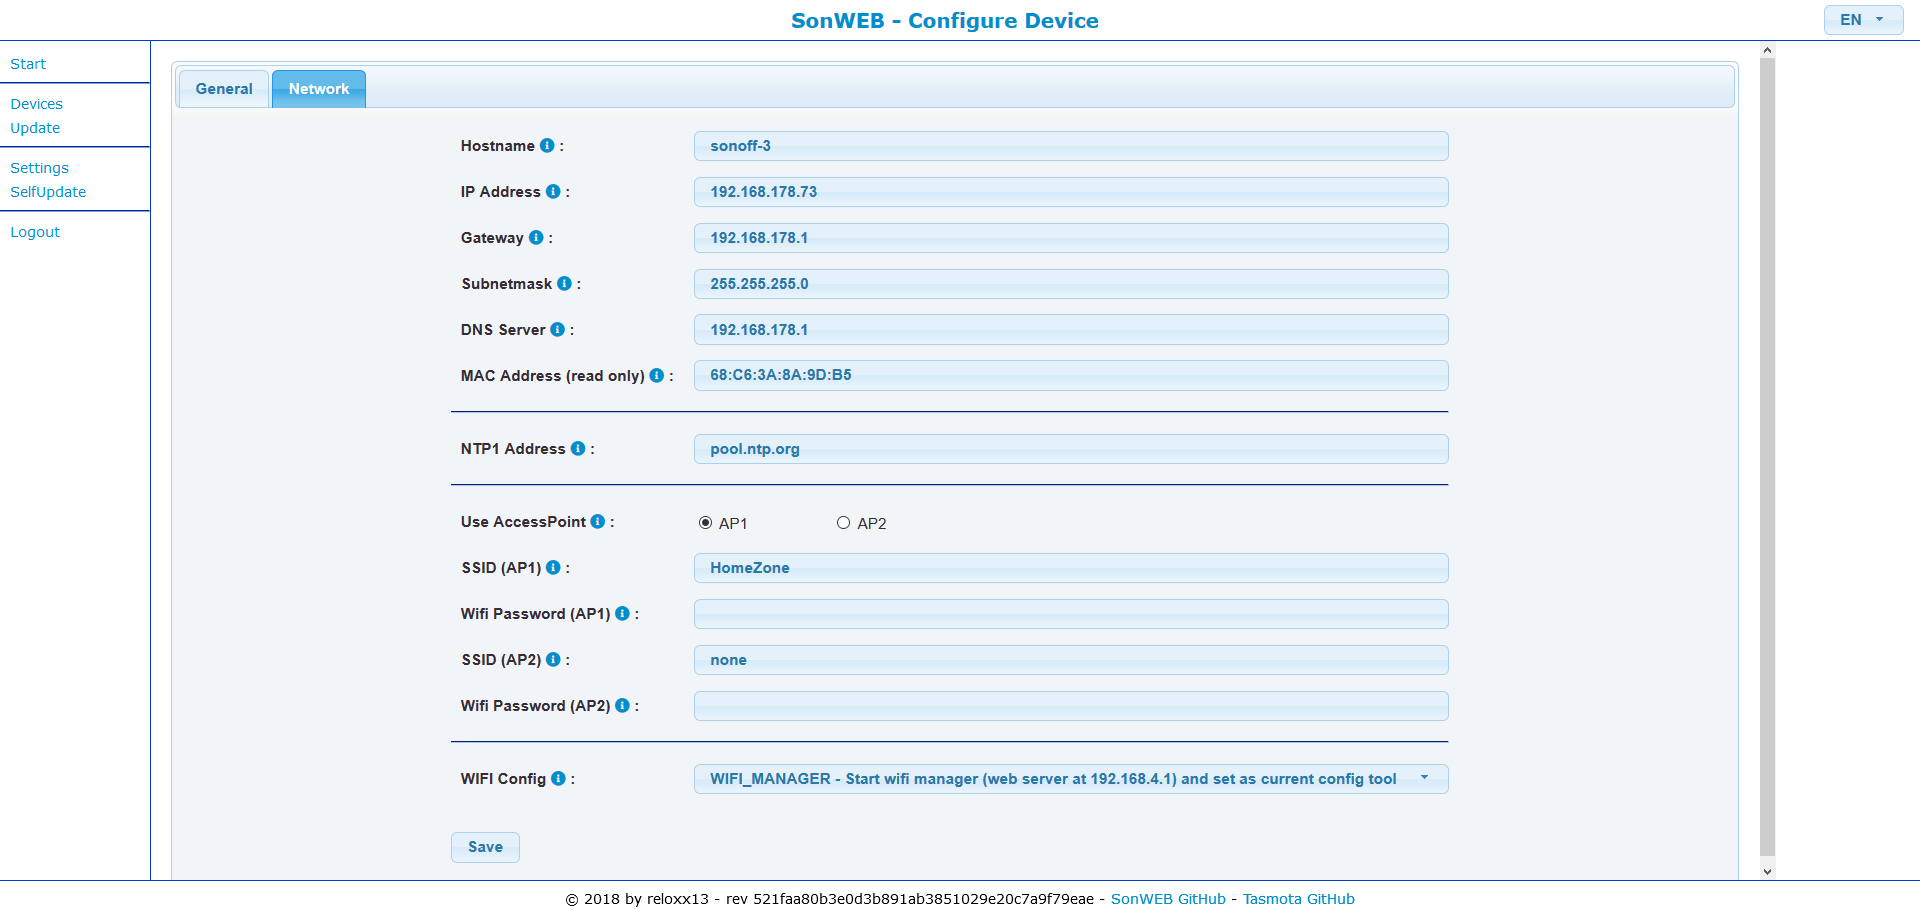 SonWEB - Configure Device
EN
Start
Devices
Update
Settings
SelfUpdate
Logout
General
Network
Hostname :
sonoff-3
IP Address :
192.168.178.73
Gateway :
192.168.178.1
Subnetmask :
255.255.255.0
DNS Server :
192.168.178.1
MAC Address (read only) :
68:C6:3A:8A:9D:B5
NTP1 Address :
pool.ntp.org
Use AccessPoint :
AP1
AP2
SSID (AP1) :
HomeZone
Wifi Password (AP1) :
SSID (AP2) :
none
Wifi Password (AP2) :
WIFI Config :
WIFI_MANAGER - Start wifi manager (web server at 192.168.4.1) and set as current config tool
Save
© 2018 by reloxx13 - rev 521faa80b3e0d3b891ab3851029e20c7a9f79eae - SonWEB GitHub - Tasmota GitHub